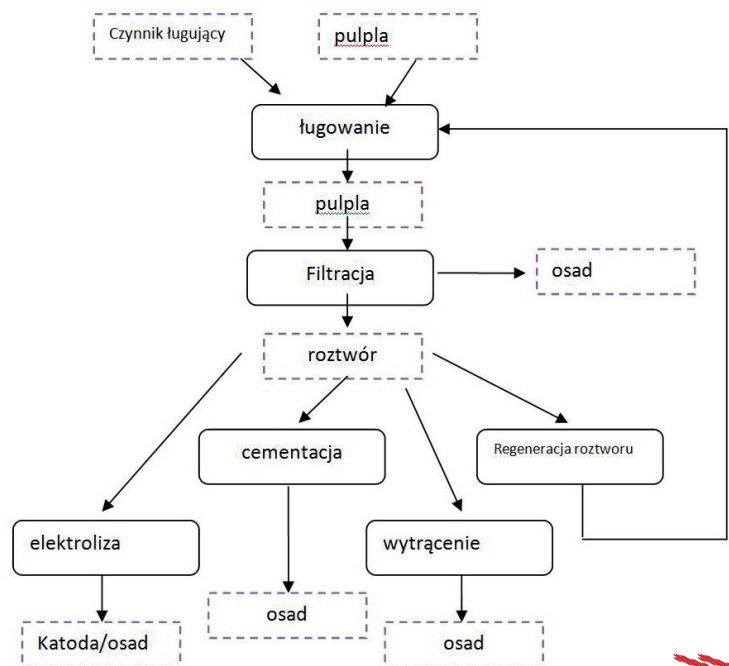 Czynnik ługujący
pulpla
ługowanie
pulpla
Filtracja
osad
roztwór
cementacja
Regeneracja roztworu
elektroliza
wytrącenie
osad
Katoda/osad
osad